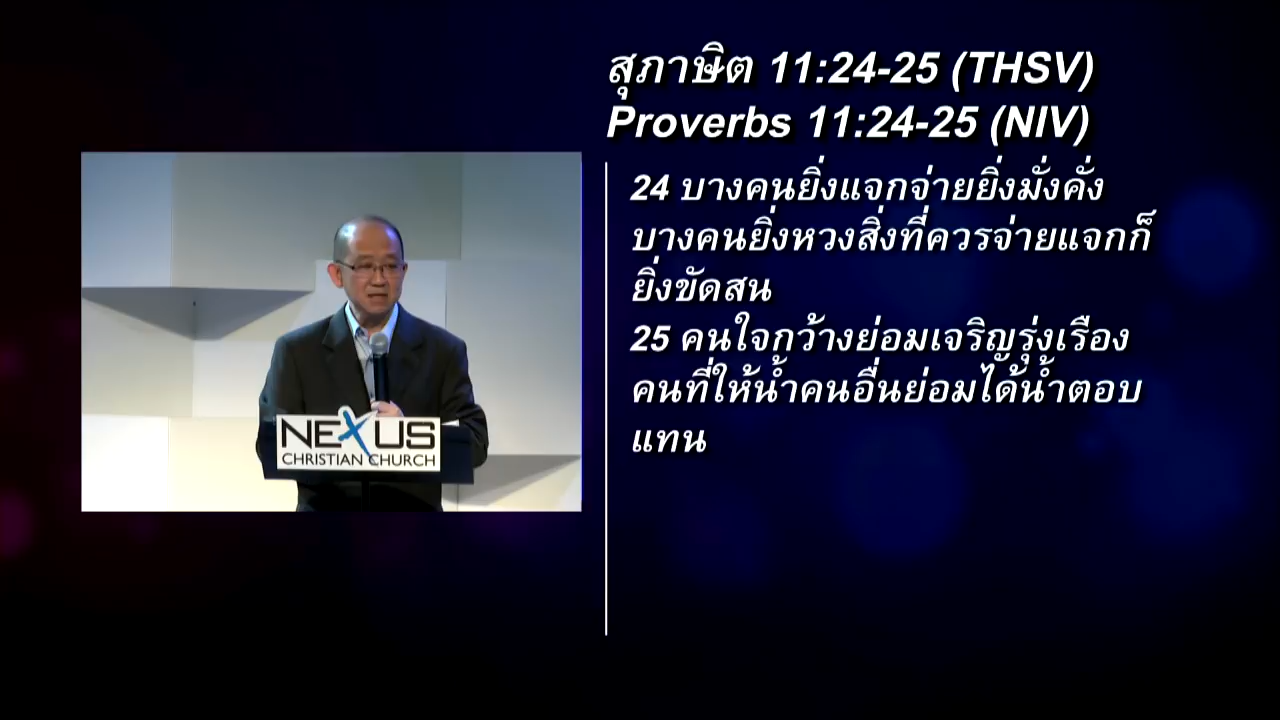 สุภาษิต 11:24-25 (THSV)
Proverbs 11:24-25 (NIV)
24 บางคนยิ่งแจกจ่ายยิ่งมั่งคั่ง
บางคนยิ่งหวงสิ่งที่ควรจ่ายแจกก็
ยิ่งขัดสน
25 คนใจกว้างย่อมเจริญรุ่งเรือง
คนที่ให้น้ำคนอื่นย่อมได้น้ำตอบ
แทน
NEXUS
CHRISTIAN CHURCH